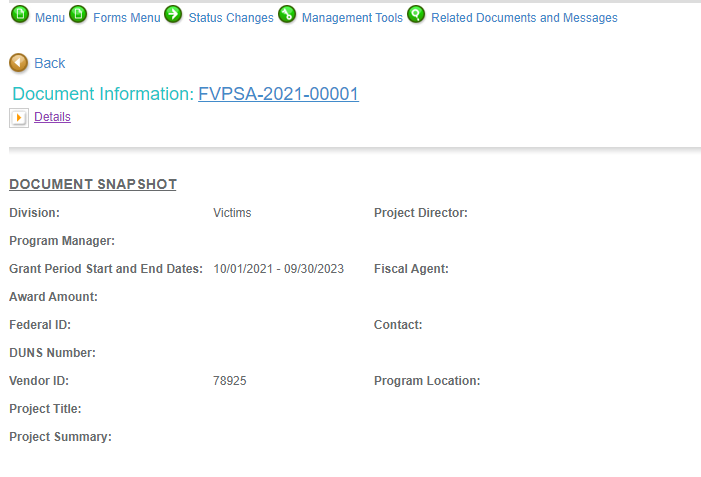 Menu Forms Menu Status Changes Management Tools Related Documents and Messages
Back
Document Information: FVPSA-2021-00001
Details
DOCUMENT SNAPSHOT
Division: Victims Project Director:
Program Manager:
Grant Period Start and End Dates: 10/01/2021 - 09/30/2023 Fiscal Agent:
Award Amount:
Federal ID: Contact:
DUNS Number:
Vendor ID: 78925 Program Location:
Project Title:
Project Summary: